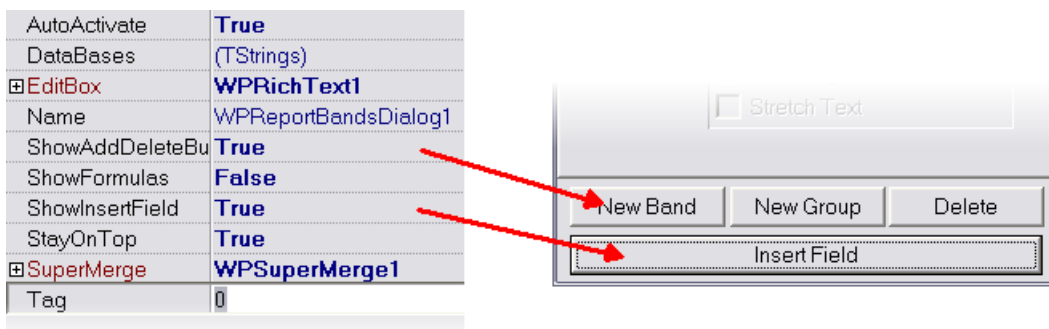 AutoActivate True
DataBases (TStrings)
EditBox WPRichText1
Name WPReportBandsDialog1
ShowAddDeleteBu True
ShowFormulas False
ShowInsertField True
StayOnTop True
SuperMerge WPSuperMerge1
Tag 0
Stretch Text
New Band New Group Delete
Insert Field